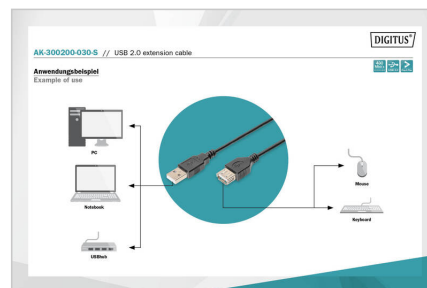 DIGITUS®
AK-300200-030-S // USB 2.0 extension cable
Anwendungsbeispiel
Example of use
PC
Notebook
USBhub
Mouse
Keyboard